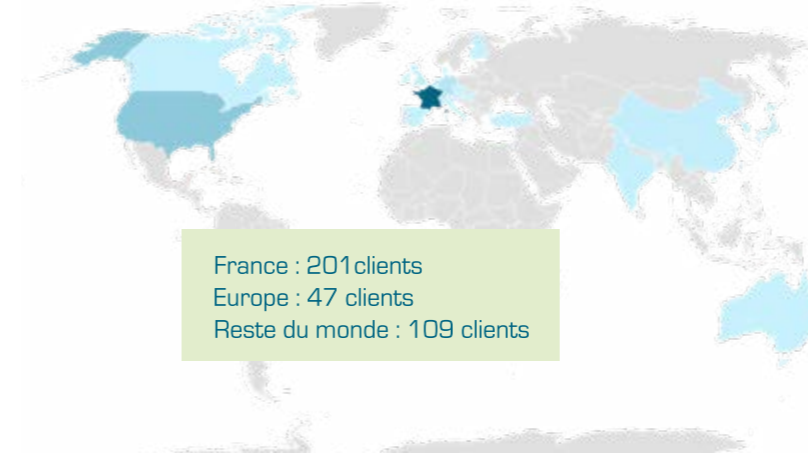 France : 201clients
Europe : 47 clients
Reste du monde : 109 clients